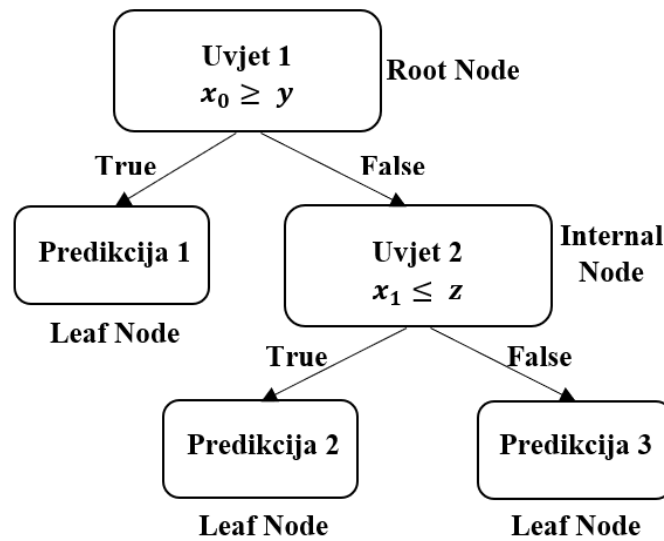 Uvjet 1
x₀ ≥ y
Root Node
True
False
Predikcija 1
Leaf Node
Uvjet 2
x₁ ≤ z
Internal
Node
True
False
Predikcija 2
Predikcija 3
Leaf Node
Leaf Node